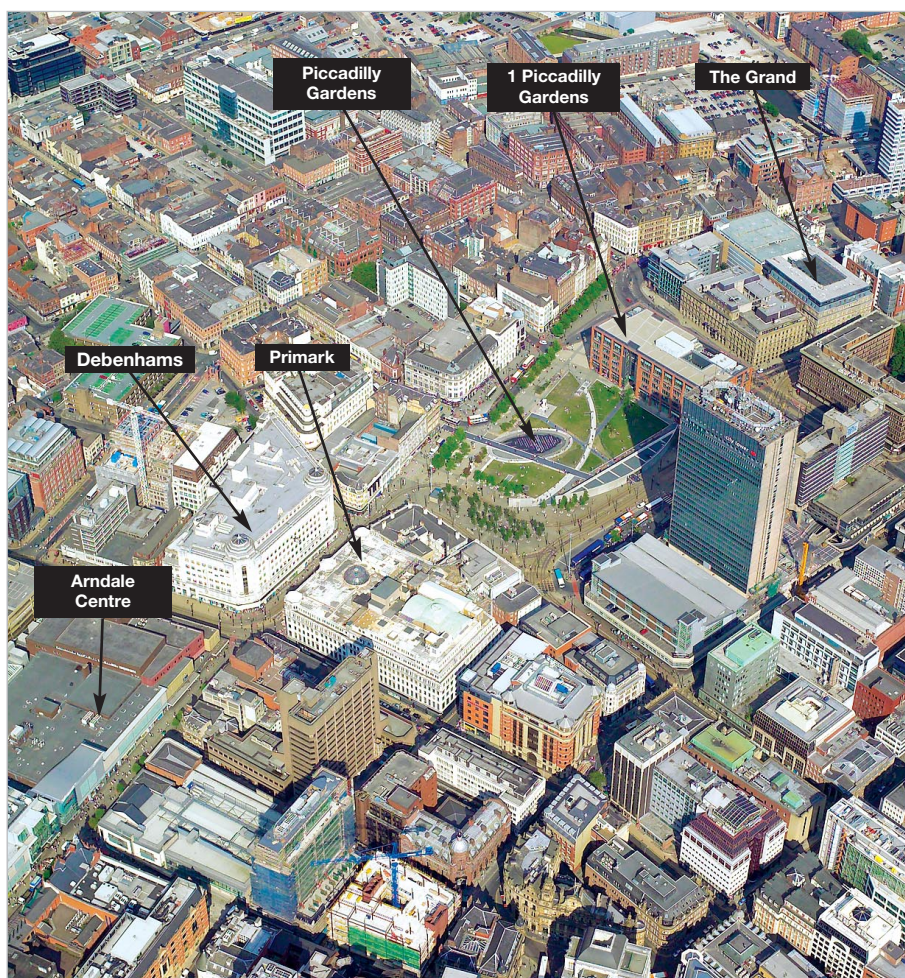 Piccadilly
Gardens
1 Piccadilly
Gardens
The Grand
Debenhams
Primark
Arndale
Centre